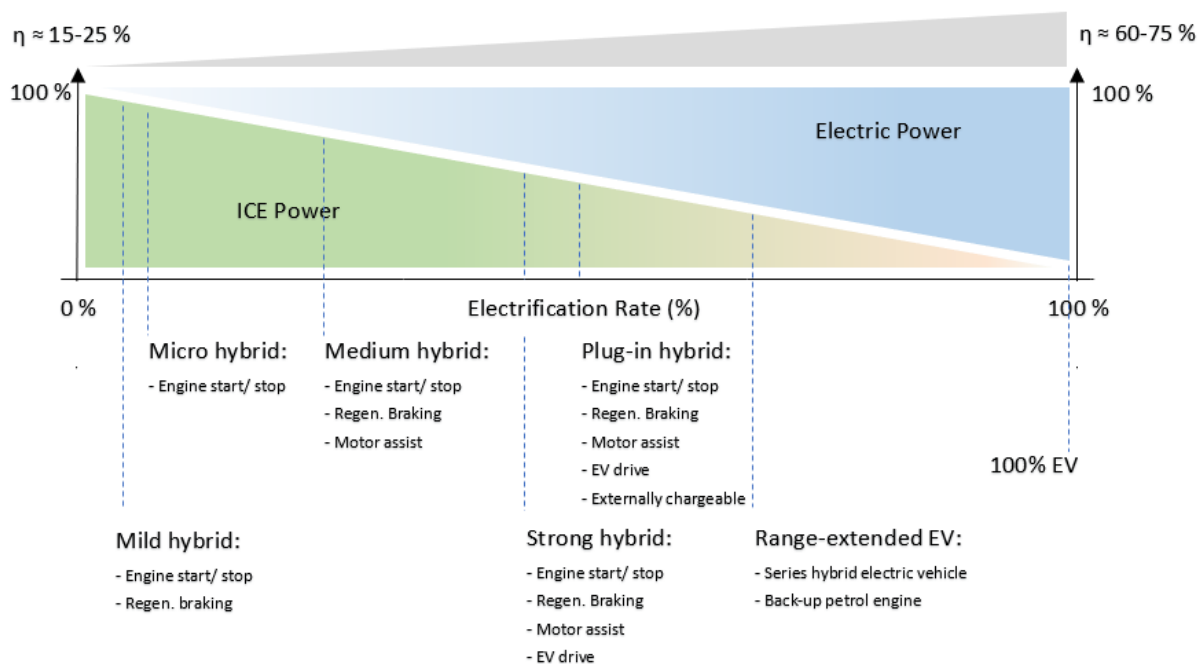 η ≈ 15-25 %
η ≈ 60-75 %
100 %
100 %
Electric Power
ICE Power
0 %
Electrification Rate (%)
100 %
Micro hybrid:
- Engine start/ stop
Medium hybrid:
- Engine start/ stop
- Regen. Braking
- Motor assist
Plug-in hybrid:
- Engine start/ stop
- Regen. Braking
- Motor assist
- EV drive
- Externally chargeable
100% EV
Mild hybrid:
- Engine start/ stop
- Regen. braking
Strong hybrid:
- Engine start/ stop
- Regen. Braking
- Motor assist
- EV drive
Range-extended EV:
- Series hybrid electric vehicle
- Back-up petrol engine